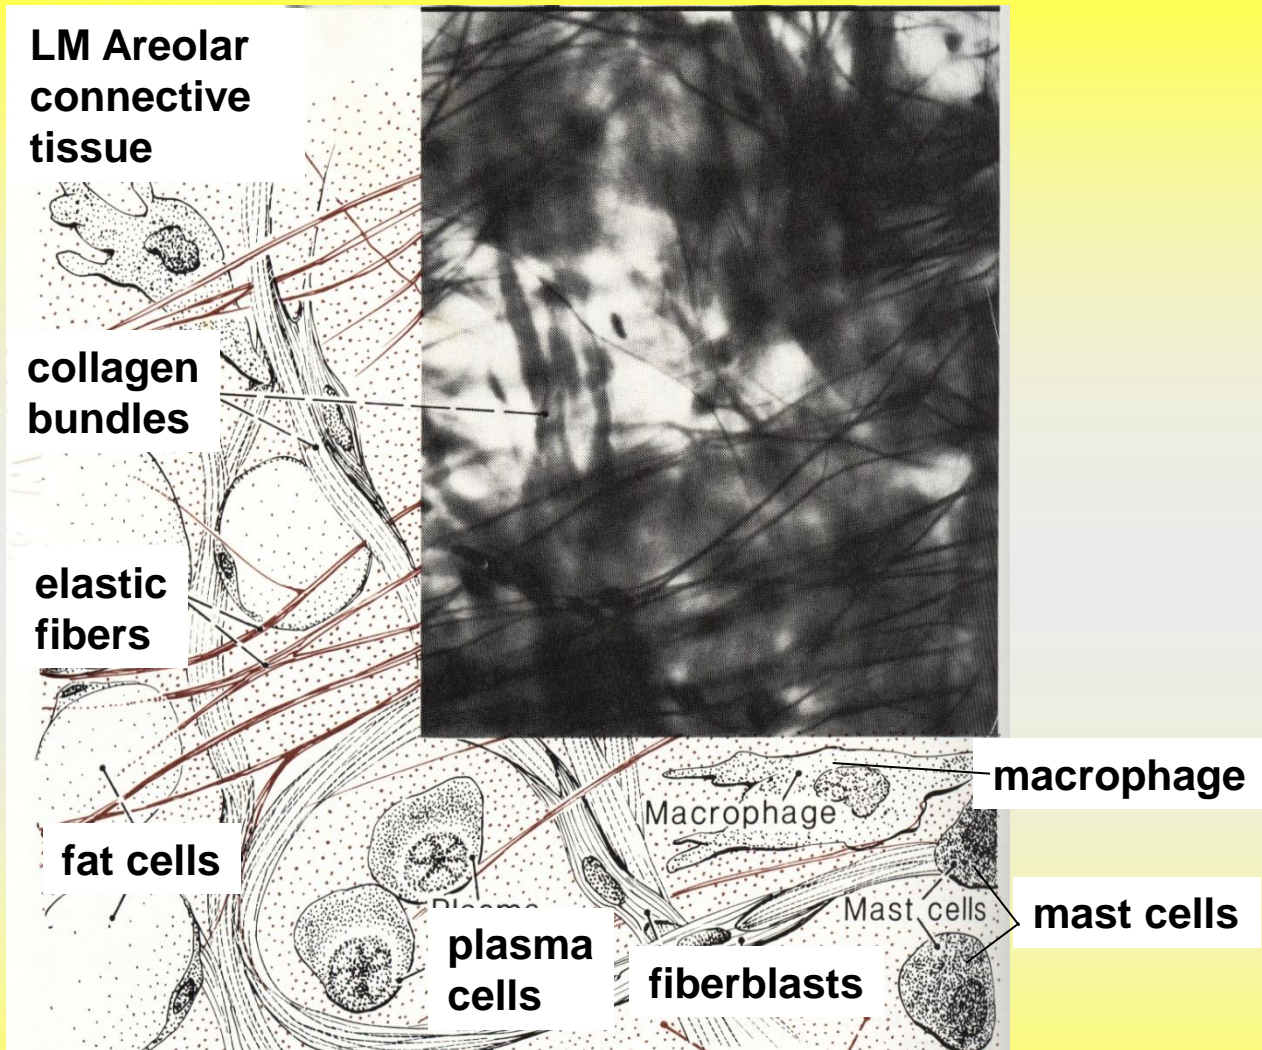 LM Areolar
connective
tissue
collagen
bundles
elastic
fibers
macrophage
Macrophage
fat cells
Mast cells
mast cells
Plasma
plasma
cells
fiberblasts